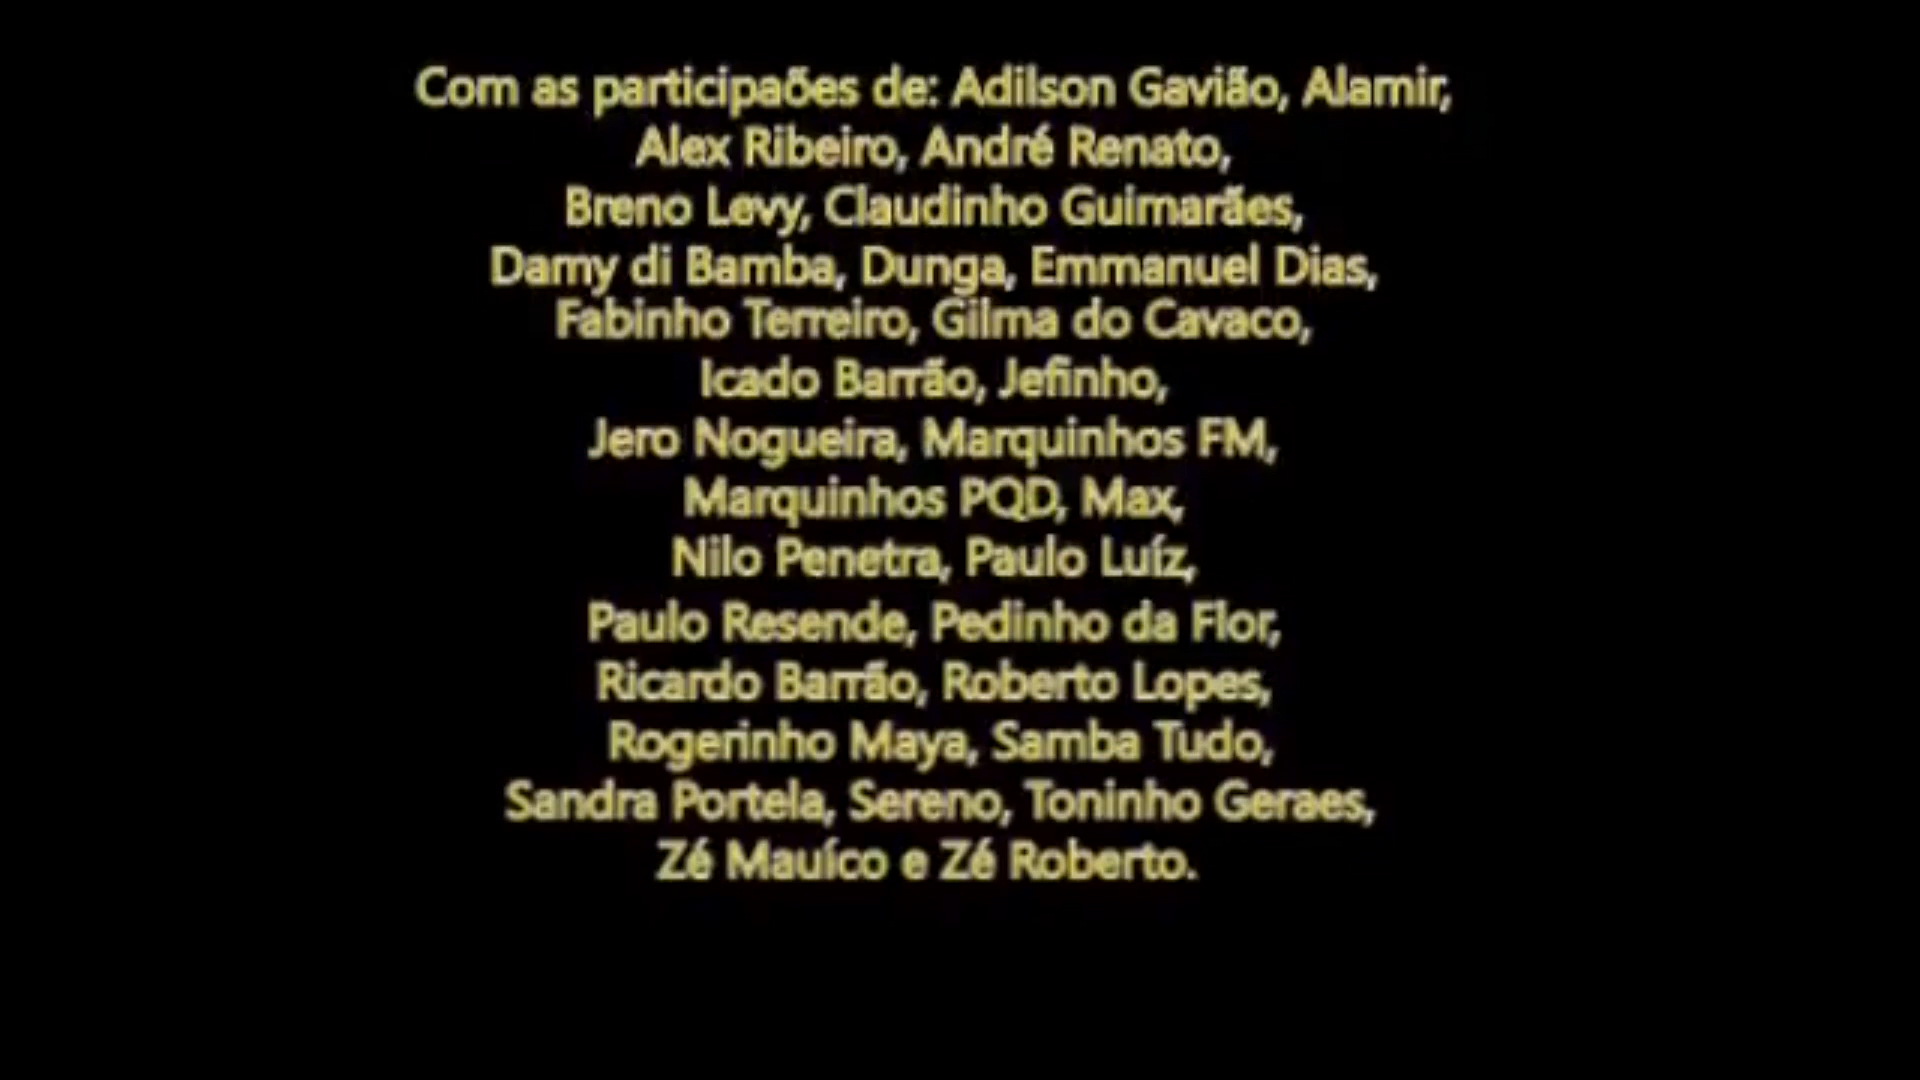 Com as participaões de: Adilson Gavião, Alamir,
Alex Ribeiro, André Renato,
Breno Levy, Claudinho Guimarães,
Damy di Bamba, Dunga, Emmanuel Dias,
Fabinho Terreiro, Gilma do Cavaco,
Icado Barrão, Jefinho,
Jero Nogueira, Marquinhos FM,
Marquinhos PQD, Max,
Nilo Penetra, Paulo Luíz,
Paulo Resende, Pedinho da Flor,
Ricardo Barrão, Roberto Lopes,
Rogerinho Maya, Samba Tudo,
Sandra Portela, Sereno, Toninho Geraes,
Zé Mauíco e Zé Roberto.